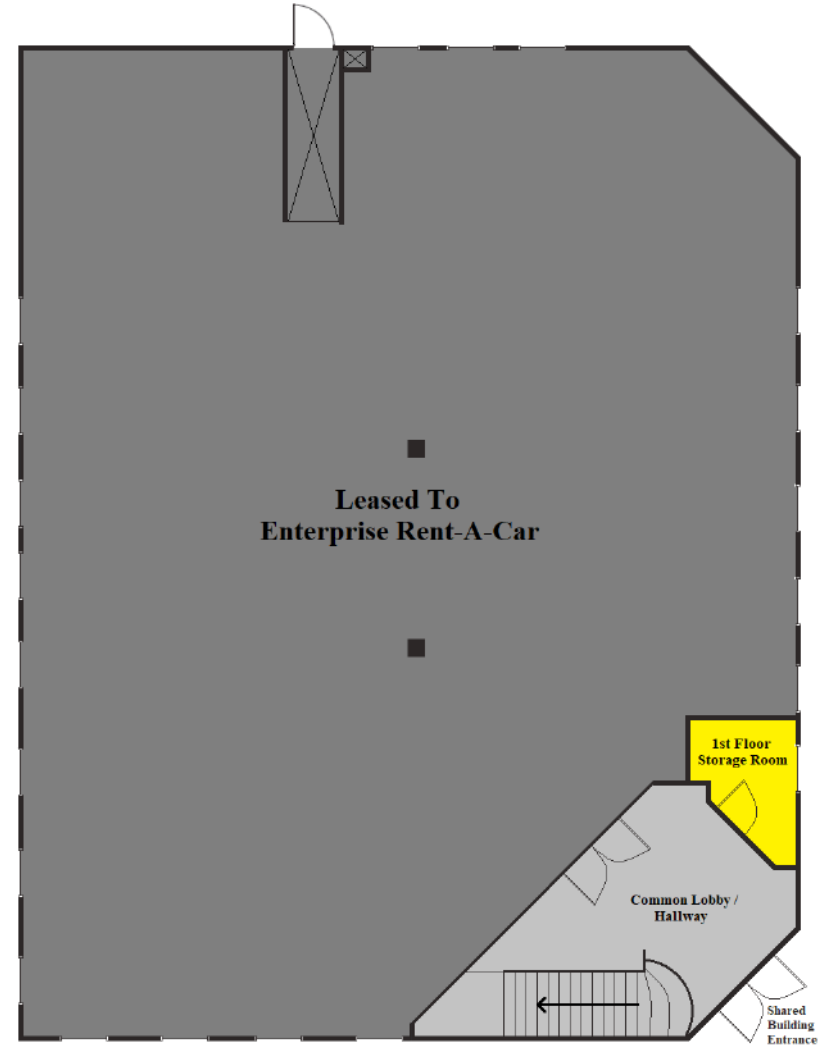 Leased To
Enterprise Rent-A-Car
1st Floor
Storage Room
Common Lobby /
Hallway
Shared
Building
Entrance